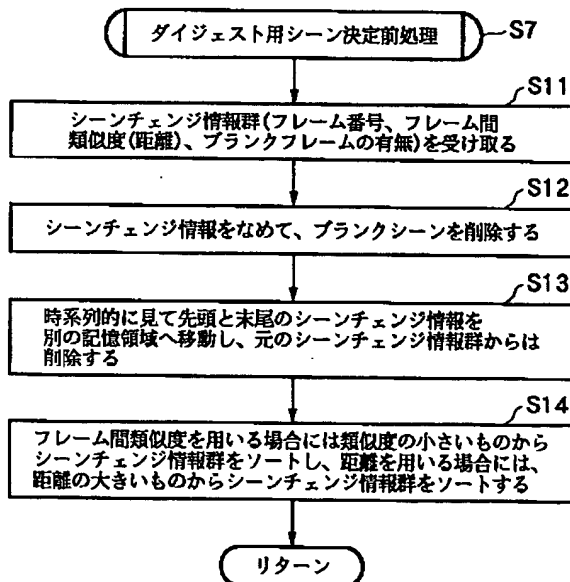 ダイジェスト用シーン決定前処理
S7
S11
シーンチェンジ情報群(フレーム番号、フレーム間
類似度(距離)、ブランクフレームの有無)を受け取る
S12
シーンチェンジ情報をなめて、ブランクシーンを削除する
S13
時系列的に見て先頭と末尾のシーンチェンジ情報を
別の記憶領域へ移動し、元のシーンチェンジ情報群からは
削除する
S14
フレーム間類似度を用いる場合には類似度の小さいものから
シーンチェンジ情報群をソートし、距離を用いる場合には、
距離の大きいものからシーンチェンジ情報群をソートする
リターン